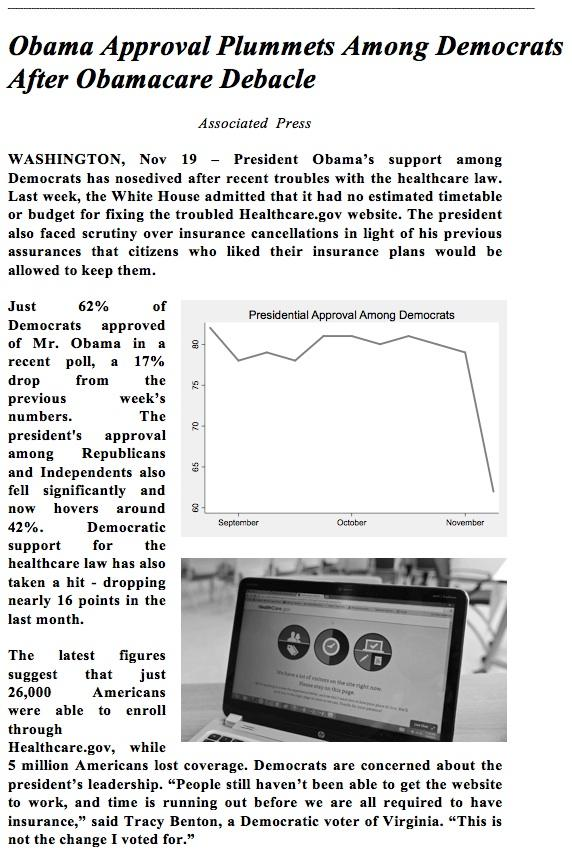 Obama Approval Plummets Among Democrats
After Obamacare Debacle
Associated Press
WASHINGTON, Nov 19 – President Obama's support among
Democrats has nosedived after recent troubles with the healthcare law.
Last week, the White House admitted that it had no estimated timetable
or budget for fixing the troubled Healthcare.gov website. The president
also faced scrutiny over insurance cancellations in light of his previous
assurances that citizens who liked their insurance plans would be
allowed to keep them.
Just 62% of
Democrats approved
of Mr. Obama in a
recent poll, a 17%
drop from the
previous week's
numbers. The
president's approval
among Republicans
and Independents also
fell significantly and
now hovers around
42%. Democratic
support for the
healthcare law has also
taken a hit - dropping
nearly 16 points in the
last month.
Presidential Approval Among Democrats
80
75
70
65
60
September October November
HealthCare.gov
We have a lot of visitors on the site right now.
Please stay on this page.
The latest figures
suggest that just
26,000 Americans
were able to enroll
through
Healthcare.gov, while
5 million Americans lost coverage. Democrats are concerned about the
president's leadership. “People still haven't been able to get the website
to work, and time is running out before we are all required to have
insurance,” said Tracy Benton, a Democratic voter of Virginia. “This is
not the change I voted for.”